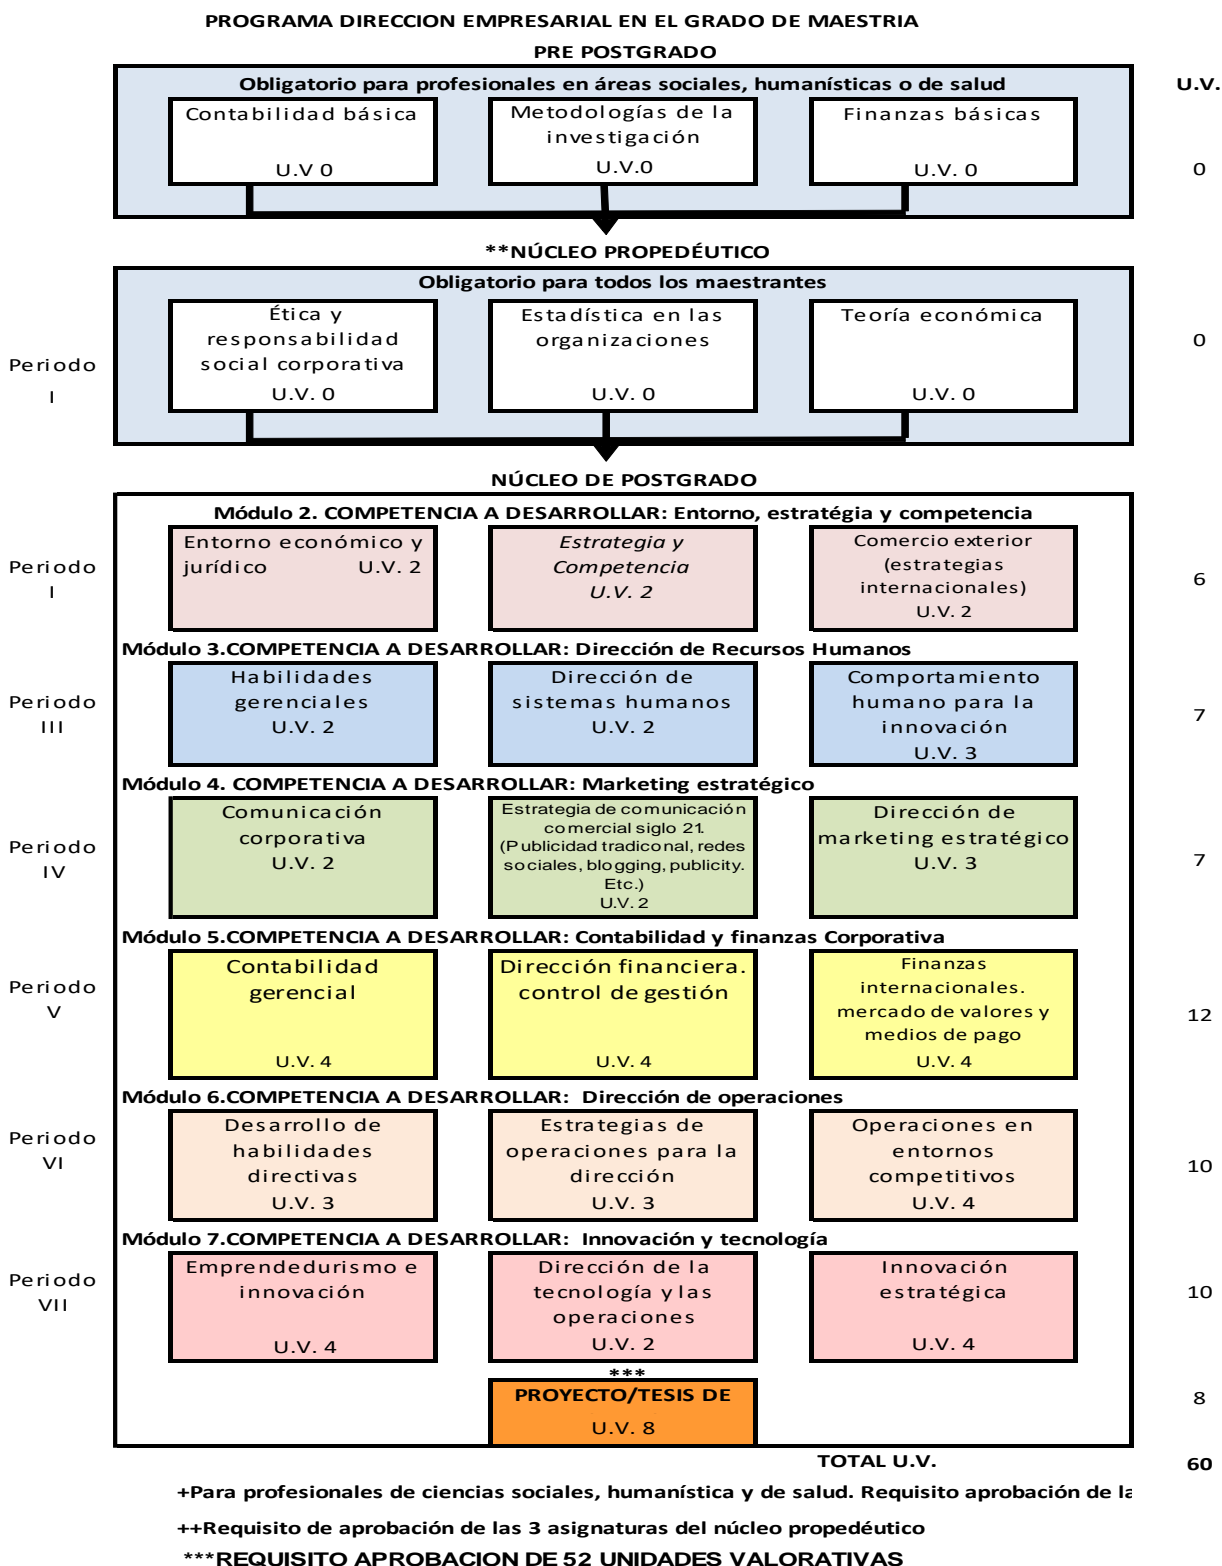 PROGRAMA DIRECCION EMPRESARIAL EN EL GRADO DE MAESTRIA
PRE POSTGRADO
Obligatorio para profesionales en áreas sociales, humanísticas o de salud
U.V.
Contabilidad básica
U.V 0
Metodologías de la
investigación
U.V.0
Finanzas básicas
U.V. 0
0
**NÚCLEO PROPEDÉUTICO
Obligatorio para todos los maestrantes
Periodo
I
Ética y
responsabilidad
social corporativa
U.V. 0
Estadística en las
organizaciones
U.V. 0
Teoría económica
U.V. 0
0
NÚCLEO DE POSTGRADO
Módulo 2. COMPETENCIA A DESARROLLAR: Entorno, estratégia y competencia
Periodo
I
Entorno económico y
jurídico U.V. 2
Estrategia y
Competencia
U.V. 2
Comercio exterior
(estrategias
internacionales)
U.V. 2
6
Módulo 3.COMPETENCIA A DESARROLLAR: Dirección de Recursos Humanos
Periodo
III
Habilidades
gerenciales
U.V. 2
Dirección de
sistemas humanos
U.V. 2
Comportamiento
humano para la
innovación
U.V. 3
7
Módulo 4. COMPETENCIA A DESARROLLAR: Marketing estratégico
Periodo
IV
Comunicación
corporativa
U.V. 2
Estrategia de comunicación
comercial siglo 21.
(Publicidad tradiconal, redes
sociales, blogging, publicity.
Etc.)
U.V. 2
Dirección de
marketing estratégico
U.V. 3
7
Módulo 5.COMPETENCIA A DESARROLLAR: Contabilidad y finanzas Corporativa
Periodo
V
Contabilidad
gerencial
U.V. 4
Dirección financiera.
control de gestión
U.V. 4
Finanzas
internacionales.
mercado de valores y
medios de pago
U.V. 4
12
Módulo 6.COMPETENCIA A DESARROLLAR: Dirección de operaciones
Periodo
VI
Desarrollo de
habilidades
directivas
U.V. 3
Estrategias de
operaciones para la
dirección
U.V. 3
Operaciones en
entornos
competitivos
U.V. 4
10
Módulo 7.COMPETENCIA A DESARROLLAR: Innovación y tecnología
Periodo
VII
Emprendedurismo e
innovación
U.V. 4
Dirección de la
tecnología y las
operaciones
U.V. 2
Innovación
estratégica
U.V. 4
10
***
PROYECTO/TESIS DE
U.V. 8
8
TOTAL U.V.
60
+Para profesionales de ciencias sociales, humanística y de salud. Requisito aprobación de la
++Requisito de aprobación de las 3 asignaturas del núcleo propedéutico
***REQUISITO APROBACION DE 52 UNIDADES VALORATIVAS